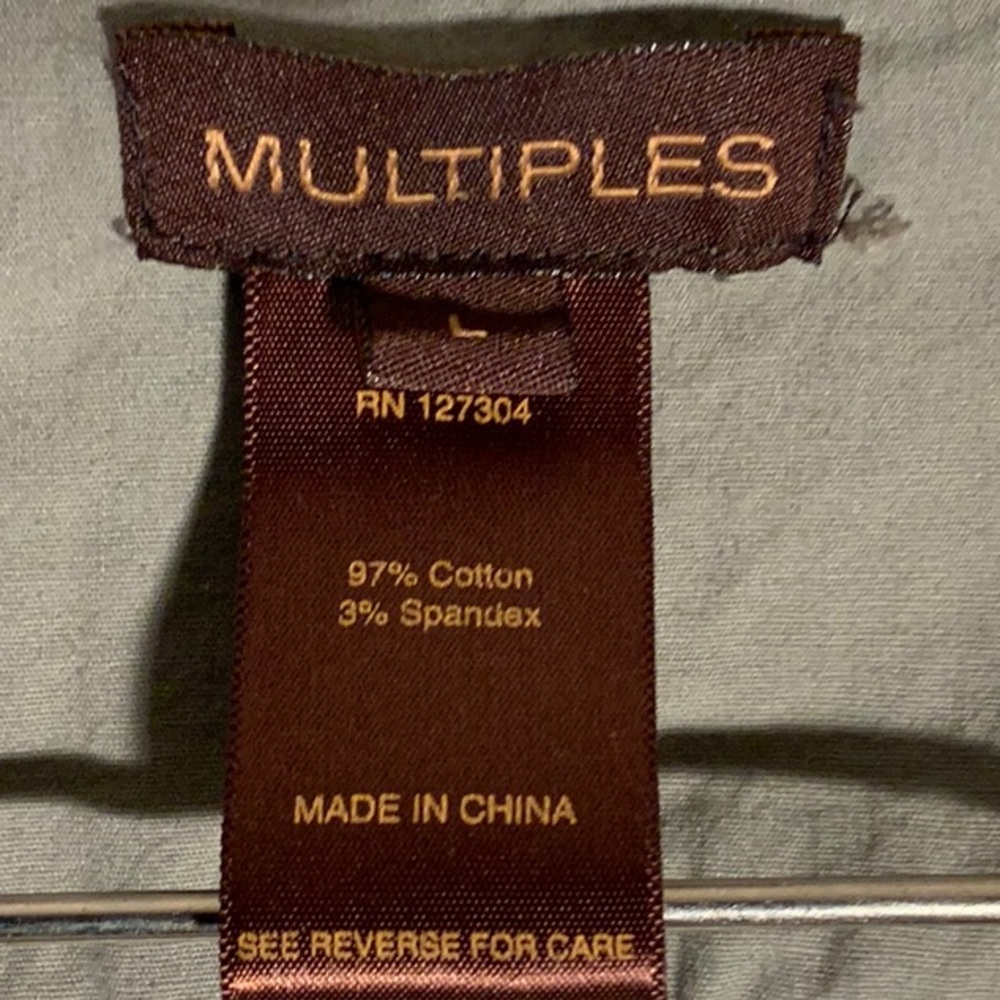 MULTIPLES
L
RN 127304
97% Cotton
3% Spandex
MADE IN CHINA
SEE REVERSE FOR CARE